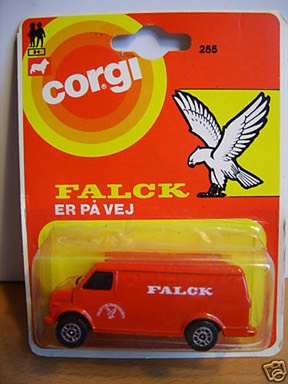 corgi
255
FALCK
ER PÅ VEJ
FALCK